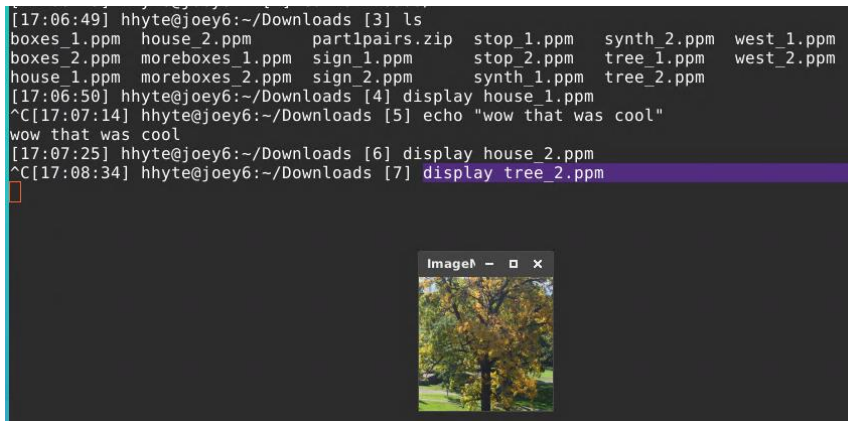 [17:06:49] hhyte@joey6:~/Downloads [3] ls
boxes_1.ppm house_2.ppm part1pairs.zip stop_1.ppm synth_2.ppm west_1.ppm
boxes_2.ppm moreboxes_1.ppm sign_1.ppm stop_2.ppm tree_1.ppm west_2.ppm
house_1.ppm moreboxes_2.ppm sign_2.ppm synth_1.ppm tree_2.ppm
[17:06:50] hhyte@joey6:~/Downloads [4] display house_1.ppm
^C[17:07:14] hhyte@joey6:~/Downloads [5] echo "wow that was cool"
wow that was cool
[17:07:25] hhyte@joey6:~/Downloads [6] display house_2.ppm
^C[17:08:34] hhyte@joey6:~/Downloads [7] display tree_2.ppm